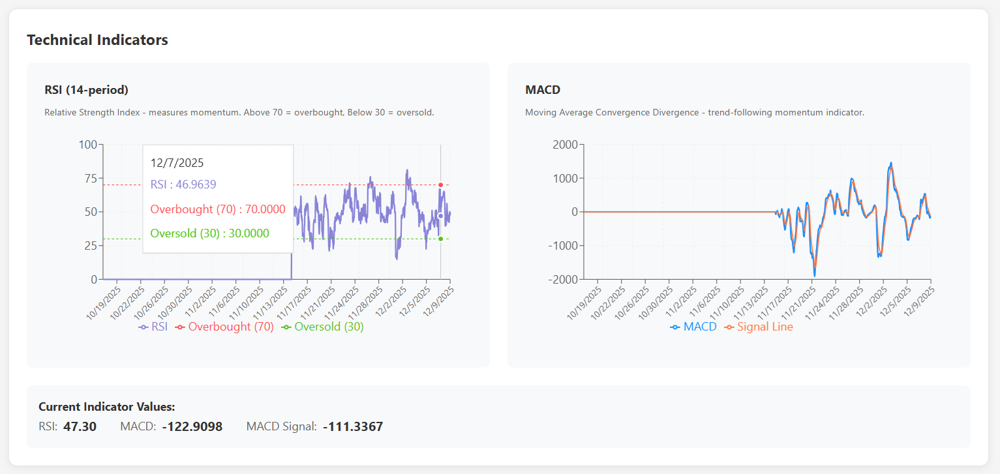 Technical Indicators
RSI (14-period)
Relative Strength Index - measures momentum. Above 70 = overbought, Below 30 = oversold.
100
75
50
25
0
12/7/2025
RSI : 46.9639
Overbought (70) : 70.0000
Oversold (30) : 30.0000
10/19/2025 10/22/2025 10/26/2025 10/30/2025 11/2/2025 11/6/2025 11/10/2025 11/13/2025 11/17/2025 11/21/2025 11/24/2025 11/28/2025 12/2/2025 12/5/2025 12/9/2025
RSI Overbought (70) Oversold (30)
MACD
Moving Average Convergence Divergence - trend-following momentum indicator.
2000
1000
0
-1000
-2000
10/19/2025 10/22/2025 10/26/2025 10/30/2025 11/2/2025 11/6/2025 11/10/2025 11/13/2025 11/17/2025 11/21/2025 11/24/2025 11/28/2025 12/2/2025 12/5/2025 12/9/2025
MACD Signal Line
Current Indicator Values:
RSI: 47.30 MACD: -122.9098 MACD Signal: -111.3367